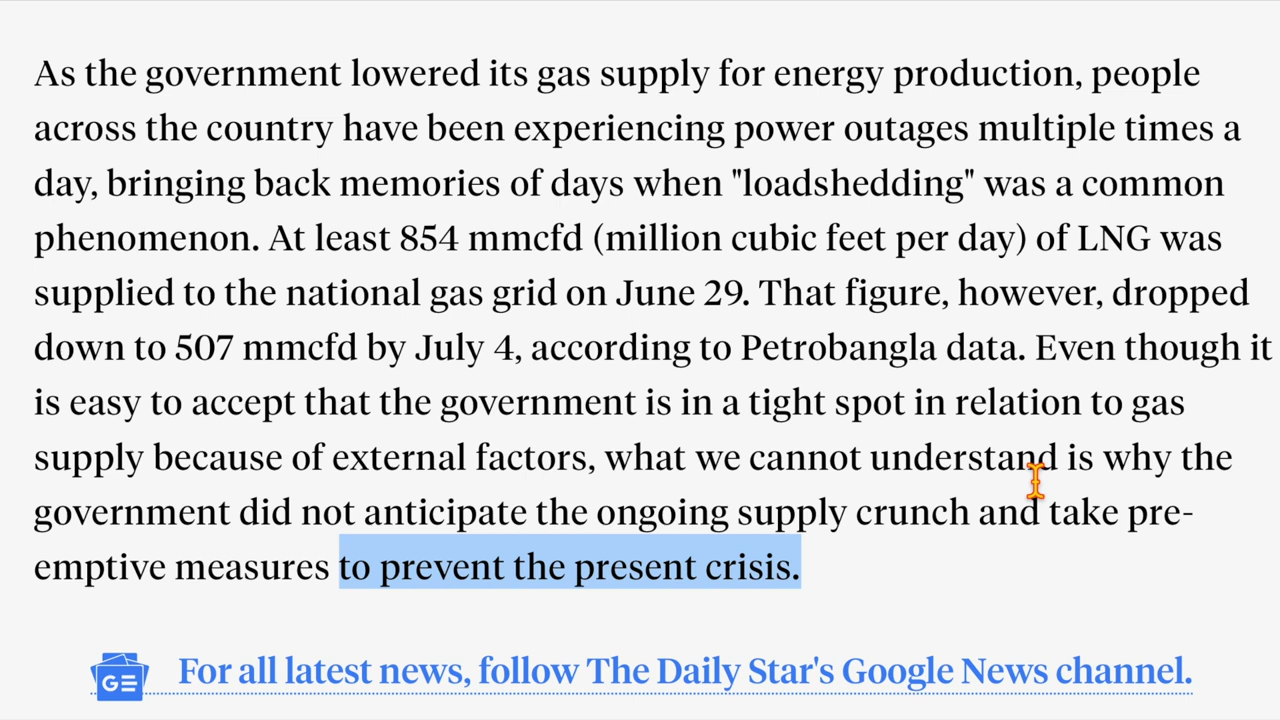 As the government lowered its gas supply for energy production, people
across the country have been experiencing power outages multiple times a
day, bringing back memories of days when "loadshedding" was a common
phenomenon. At least 854 mmcfd (million cubic feet per day) of LNG was
supplied to the national gas grid on June 29. That figure, however, dropped
down to 507 mmcfd by July 4, according to Petrobangla data. Even though it
is easy to accept that the government is in a tight spot in relation to gas
supply because of external factors, what we cannot understand is why the
government did not anticipate the ongoing supply crunch and take pre-
emptive measures to prevent the present crisis.
GE For all latest news, follow The Daily Star's Google News channel.